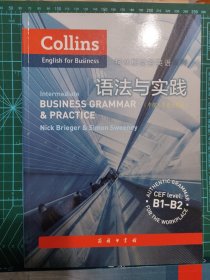 Collins
English for Business
语法与实践
Intermediate
BUSINESS GRAMMAR
& PRACTICE
Nick Brieger & Simon Sweeney
AUTHENTIC GRAMMAR
CEF level:
B1-B2
FOR THE WORKPLACE
商务印书馆